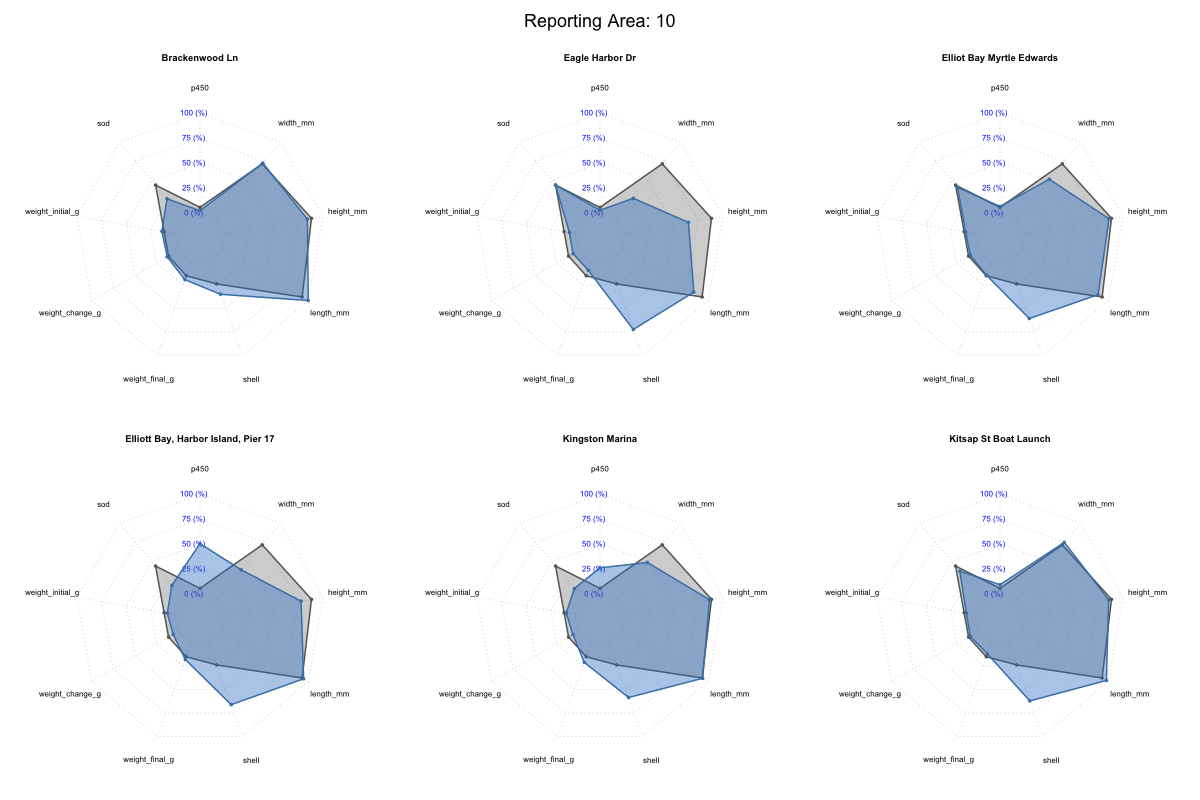 Reporting Area: 10
Brackenwood Ln
p450
100 (%)
75 (%)
50 (%)
25 (%)
0 (%)
sod
width_mm
weight_initial_g
height_mm
weight_change_g
length_mm
weight_final_g
shell
Eagle Harbor Dr
p450
100 (%)
75 (%)
50 (%)
25 (%)
0 (%)
sod
width_mm
weight_initial_g
height_mm
weight_change_g
length_mm
weight_final_g
shell
Elliot Bay Myrtle Edwards
p450
100 (%)
75 (%)
50 (%)
25 (%)
0 (%)
sod
width_mm
weight_initial_g
height_mm
weight_change_g
length_mm
weight_final_g
shell
Elliott Bay, Harbor Island, Pier 17
p450
100 (%)
75 (%)
50 (%)
25 (%)
0 (%)
sod
width_mm
weight_initial_g
height_mm
weight_change_g
length_mm
weight_final_g
shell
Kingston Marina
p450
100 (%)
75 (%)
50 (%)
25 (%)
0 (%)
sod
width_mm
weight_initial_g
height_mm
weight_change_g
length_mm
weight_final_g
shell
Kitsap St Boat Launch
p450
100 (%)
75 (%)
50 (%)
25 (%)
0 (%)
sod
width_mm
weight_initial_g
height_mm
weight_change_g
length_mm
weight_final_g
shell